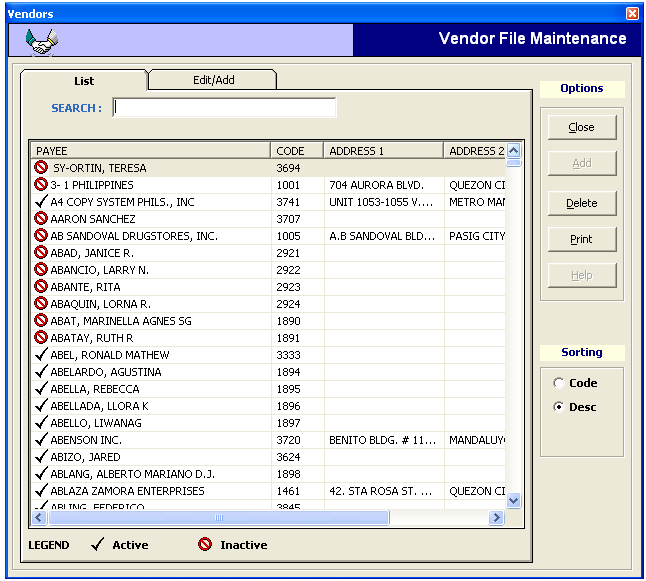 Vendors
Vendor File Maintenance
List Edit/Add
SEARCH :
PAYEE CODE ADDRESS 1 ADDRESS 2
SY-ORTIN, TERESA 3694
3- 1 PHILIPPINES 1001 704 AURORA BLVD. QUEZON CI
A4 COPY SYSTEM PHILS., INC 3741 UNIT 1053-1055 V.... METRO MAN
AARON SANCHEZ 3707
AB SANDOVAL DRUGSTORES, INC. 1005 A.B SANDOVAL BLD... PASIG CITY
ABAD, JANICE R. 2921
ABANCIO, LARRY N. 2922
ABANTE, RITA 2923
ABAQUIN, LORNA R. 2924
ABAT, MARINELLA AGNES SG 1890
ABATAY, RUTH R 1891
ABEL, RONALD MATHEW 3333
ABELARDO, AGUSTINA 1894
ABELLA, REBECCA 1895
ABELLADA, LLORA K 1896
ABELLO, LIWANAG 1897
ABENSON INC. 3720 BENITO BLDG. # 11... MANDALUY
ABIZO, JARED 3624
ABLANG, ALBERTO MARIANO D.J. 1898
ABLAZA ZAMORA ENTERPRISES 1461 42. STA ROSA ST. ... QUEZON CI
ABLING, FEDERICO 3845
LEGEND Active Inactive
Options
Close
Add
Delete
Print
Help
Sorting
Code
Desc